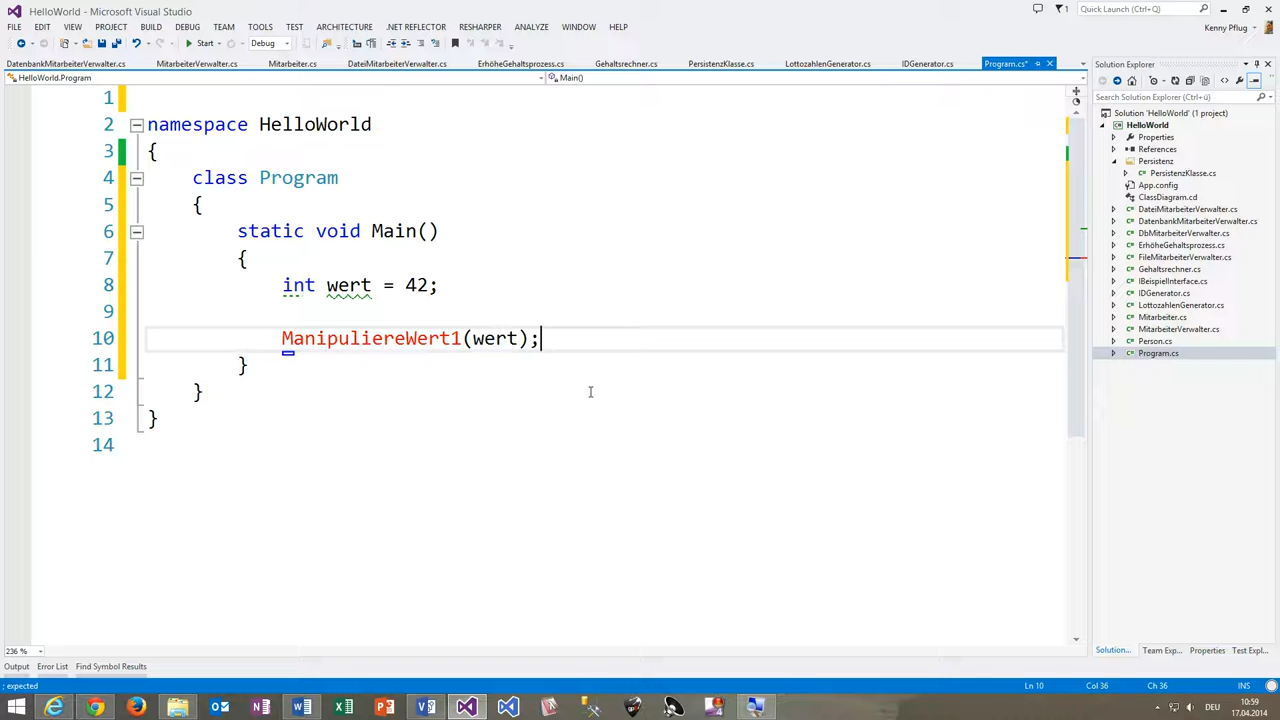 HelloWorld - Microsoft Visual Studio
1
Quick Launch (Ctrl+Q)
FILE EDIT VIEW PROJECT BUILD DEBUG TEAM TOOLS TEST ARCHITECTURE .NET REFLECTOR RESHARPER ANALYZE WINDOW HELP
Kenny Pflug
Start Debug
DatenbankMitarbeiterVerwalter.cs MitarbeiterVerwalter.cs Mitarbeiter.cs DateiMitarbeiterVerwalter.cs ErhöheGehaltsprozess.cs Gehaltsrechner.cs PersistenzKlasse.cs LottozahlenGenerator.cs IDGenerator.cs Program.cs*
HelloWorld.Program Main()
1
2 namespace HelloWorld
3 {
4 class Program
5 {
6 static void Main()
7 {
8 int wert = 42;
9
10 ManipuliereWert1(wert);
11 }
12 }
13 }
14
236 %
Solution Explorer
Search Solution Explorer (Ctrl+ü)
Solution 'HelloWorld' (1 project)
HelloWorld
Properties
References
Persistenz
PersistenzKlasse.cs
App.config
ClassDiagram.cd
DateiMitarbeiterVerwalter.cs
DatenbankMitarbeiterVerwalter.cs
DbMitarbeiterVerwalter.cs
ErhöheGehaltsprozess.cs
FileMitarbeiterVerwalter.cs
Gehaltsrechner.cs
IBeispielInterface.cs
IDGenerator.cs
LottozahlenGenerator.cs
Mitarbeiter.cs
MitarbeiterVerwalter.cs
Person.cs
Program.cs
Solution... Team Exp... Properties Test Expl...
Output Error List Find Symbol Results
; expected Ln 10 Col 36 Ch 36 INS
DEU
10:59
17.04.2014